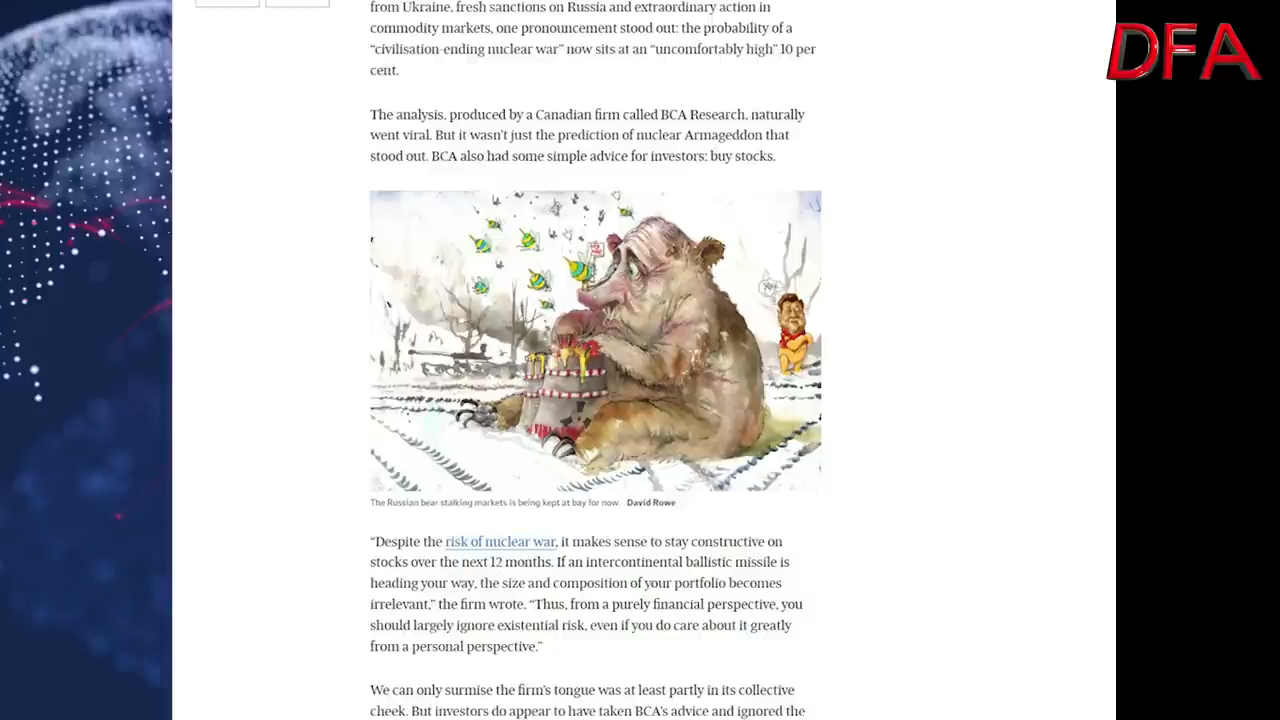 DFA
from Ukraine, fresh sanctions on Russia and extraordinary action in
commodity markets, one pronouncement stood out: the probability of a
“civilisation-ending nuclear war” now sits at an “uncomfortably high” 10 per
cent.
The analysis, produced by a Canadian firm called BCA Research, naturally
went viral. But it wasn't just the prediction of nuclear Armageddon that
stood out. BCA also had some simple advice for investors: buy stocks.
The Russian bear stalking markets is being kept at bay for now. David Rowe
“Despite the risk of nuclear war, it makes sense to stay constructive on
stocks over the next 12 months. If an intercontinental ballistic missile is
heading your way, the size and composition of your portfolio becomes
irrelevant,” the firm wrote. “Thus, from a purely financial perspective, you
should largely ignore existential risk, even if you do care about it greatly
from a personal perspective.”
We can only surmise the firm's tongue was at least partly in its collective
cheek. But investors do appear to have taken BCA's advice and ignored the